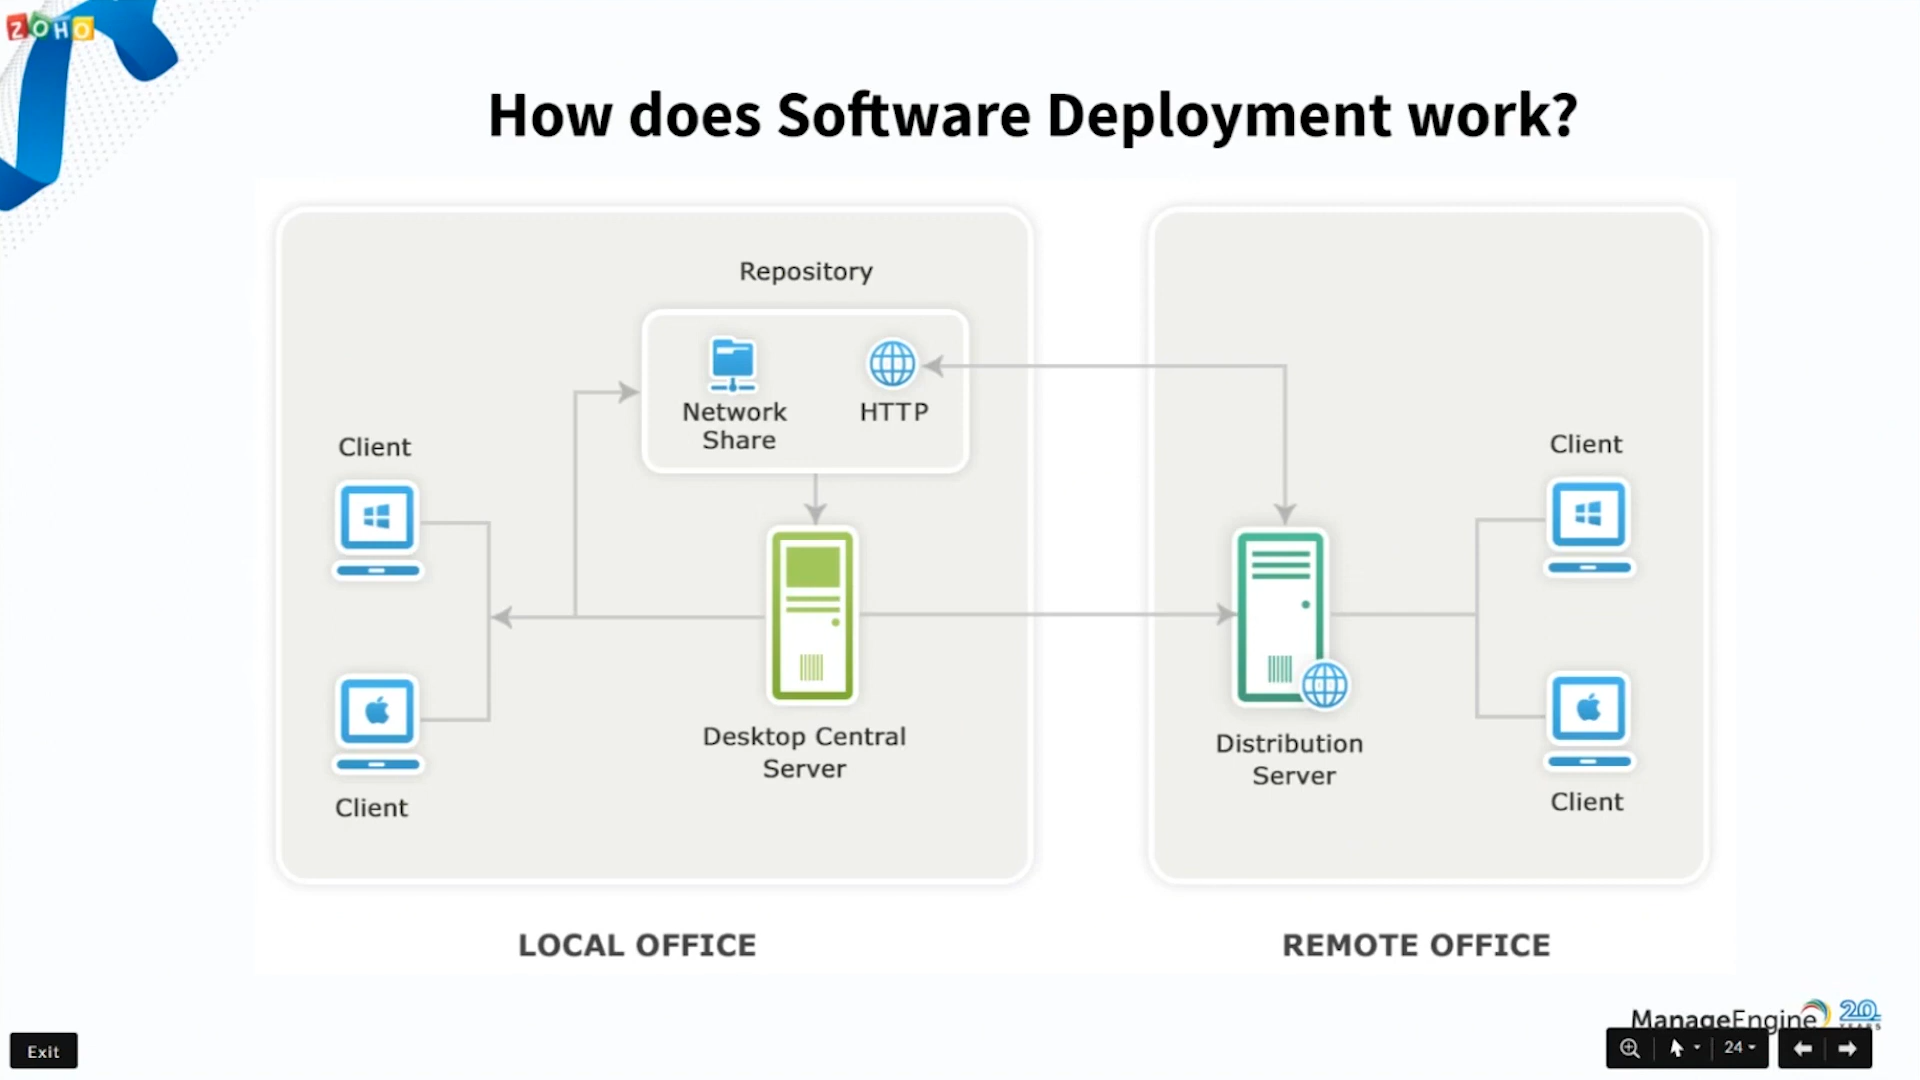 ZOHO
How does Software Deployment work?
Repository
Network
Share
HTTP
Client
Client
Desktop Central
Server
Distribution
Server
Client
Client
LOCAL OFFICE
REMOTE OFFICE
ManageEngine
20
YEARS
Exit
24